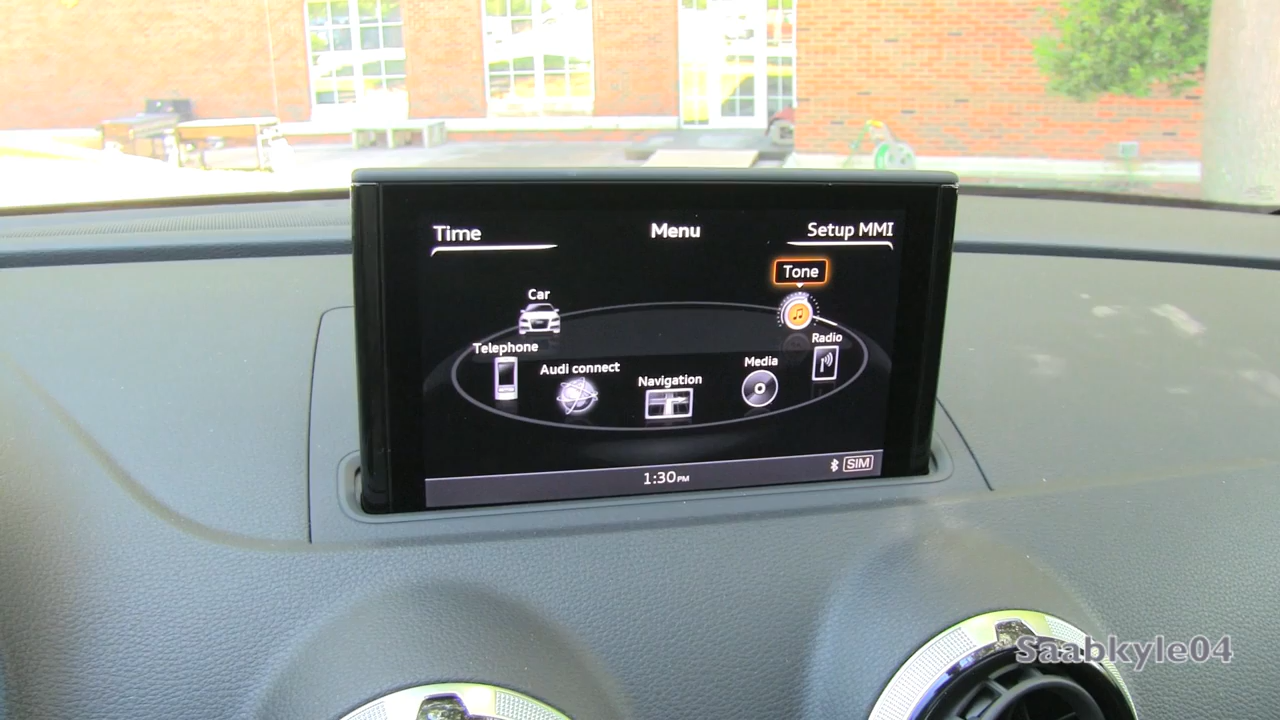 Time
Menu
Setup MMI
Tone
Car
Radio
Telephone
Audi connect
Media
Navigation
1:30PM
SIM
Saabkyle04